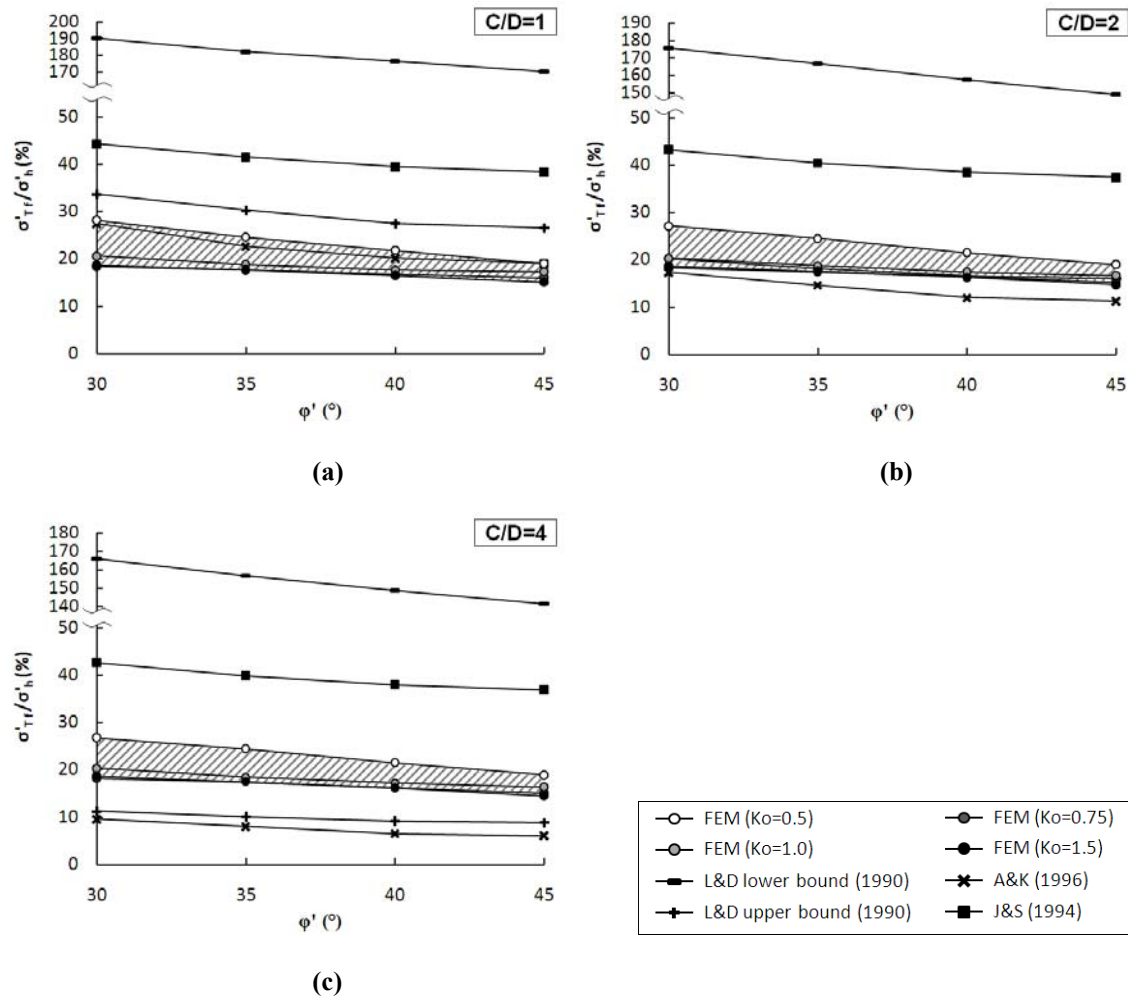 C/D=1
200
190
180
170
50
40
30
20
10
0
σ'Tf/σ'h (%)
30 35 40 45
φ' (°)
(a)
C/D=2
190
180
170
160
150
50
40
30
20
10
0
σ'Tf/σ'h (%)
30 35 40 45
φ' (°)
(b)
C/D=4
180
170
160
150
140
50
40
30
20
10
0
σ'Tf/σ'h (%)
30 35 40 45
φ' (°)
(c)
FEM (Ko=0.5) FEM (Ko=0.75)
FEM (Ko=1.0) FEM (Ko=1.5)
L&D lower bound (1990) A&K (1996)
L&D upper bound (1990) J&S (1994)